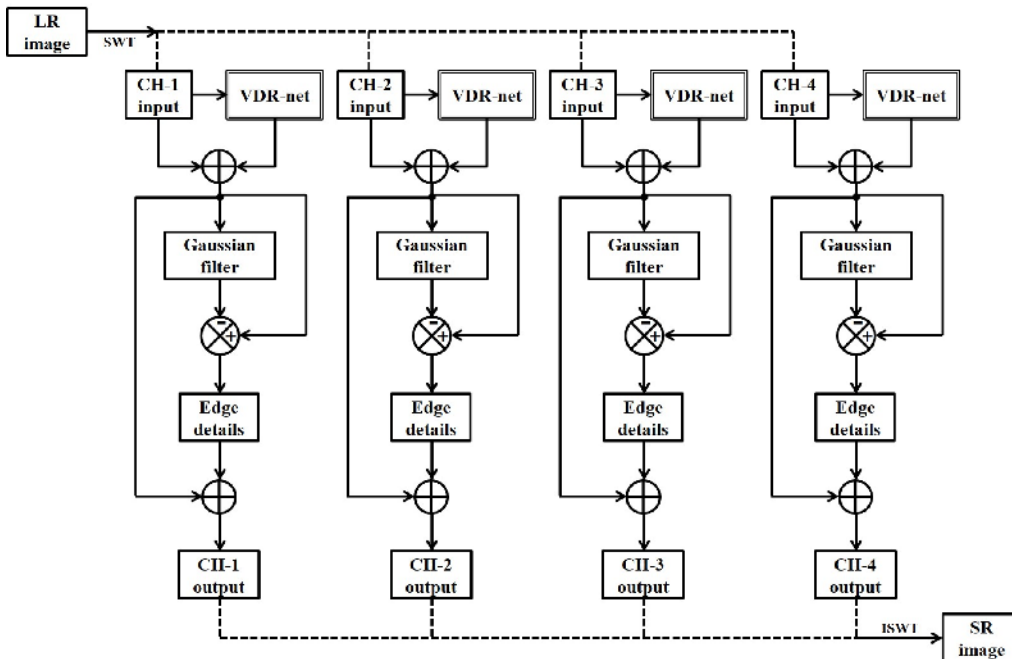 LR
image
SWT
CH-1
input
VDR-net
CH-2
input
VDR-net
CH-3
input
VDR-net
CH-4
input
VDR-net
Gaussian
filter
Gaussian
filter
Gaussian
filter
Gaussian
filter
-
+
-
+
-
+
-
+
Edge
details
Edge
details
Edge
details
Edge
details
CH-1
output
CH-2
output
CH-3
output
CH-4
output
ISWT
SR
image